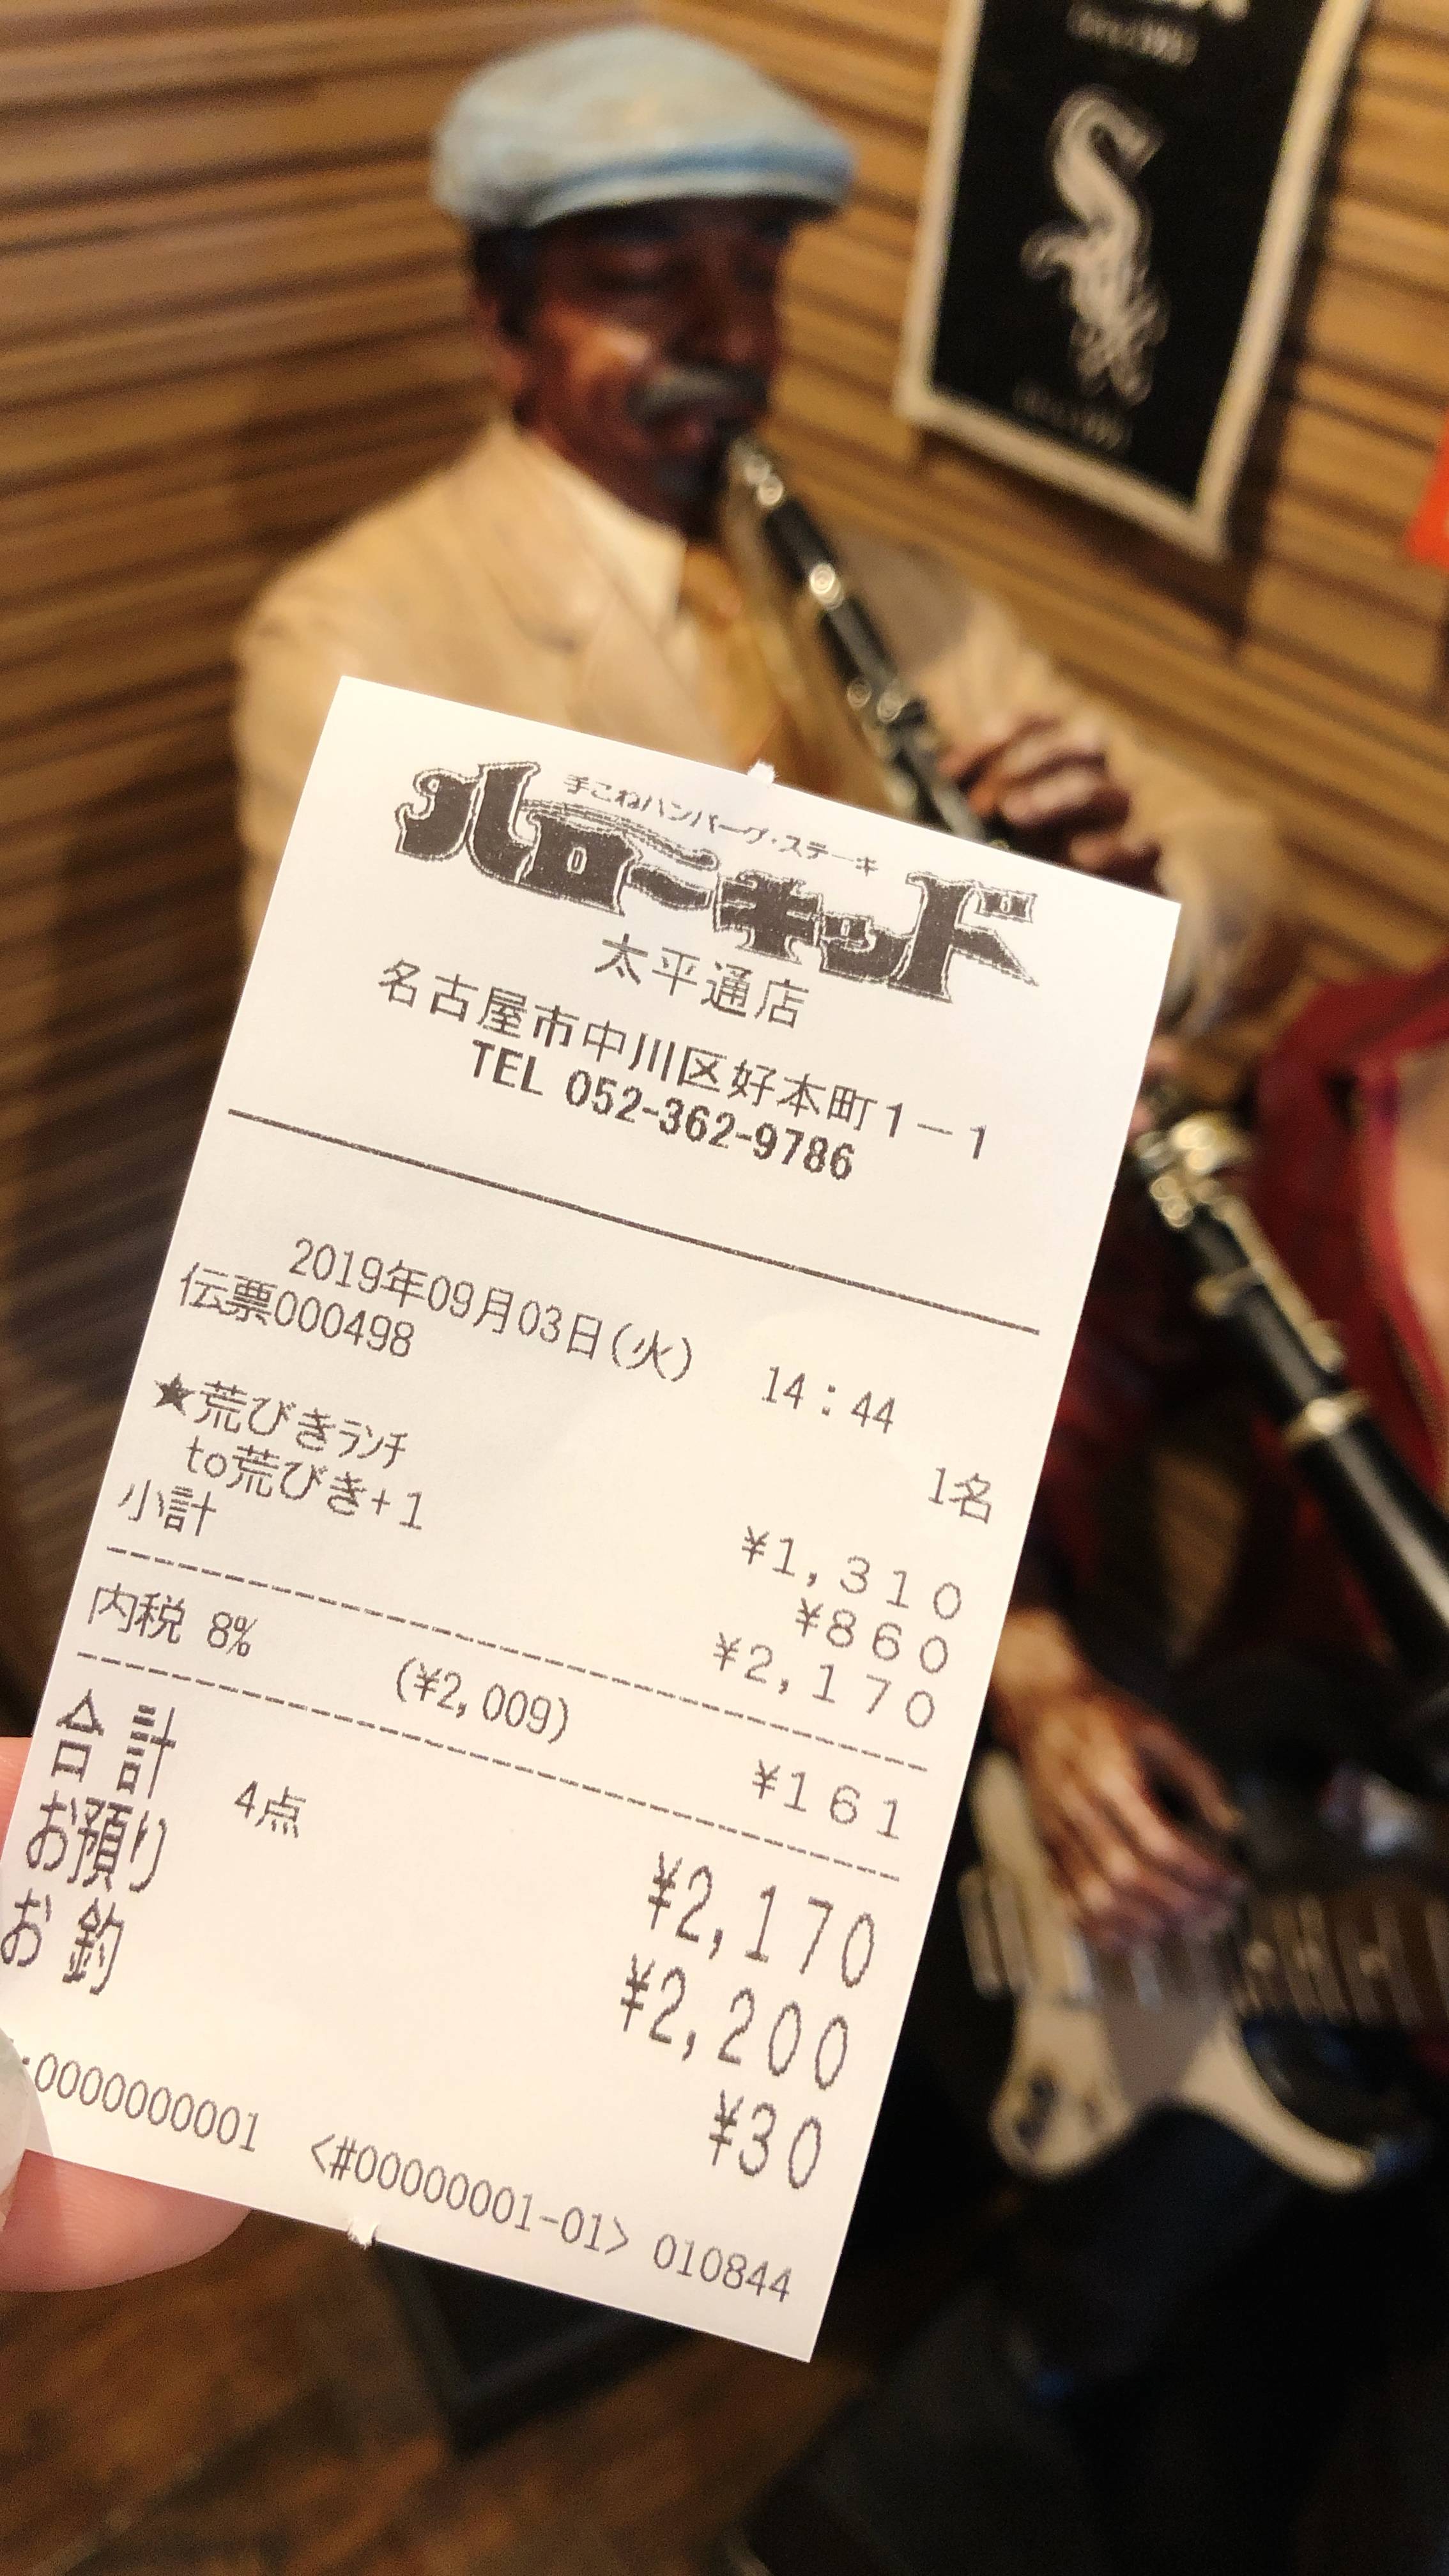 手こねハンバーグ・ステーキ
ハローキッド
太平通店
名古屋市中川区好本町1-1
TEL 052-362-9786
2019年09月03日(火) 14:44
伝票000498 1名
★荒びきﾗﾝﾁ ¥1,310
to荒びき+1 ¥860
小計 ¥2,170
内税 8% (¥2,009) ¥161
合計 4点 ¥2,170
お預り ¥2,200
お釣 ¥30
:0000000001 <#00000001-01> 010844
Sox